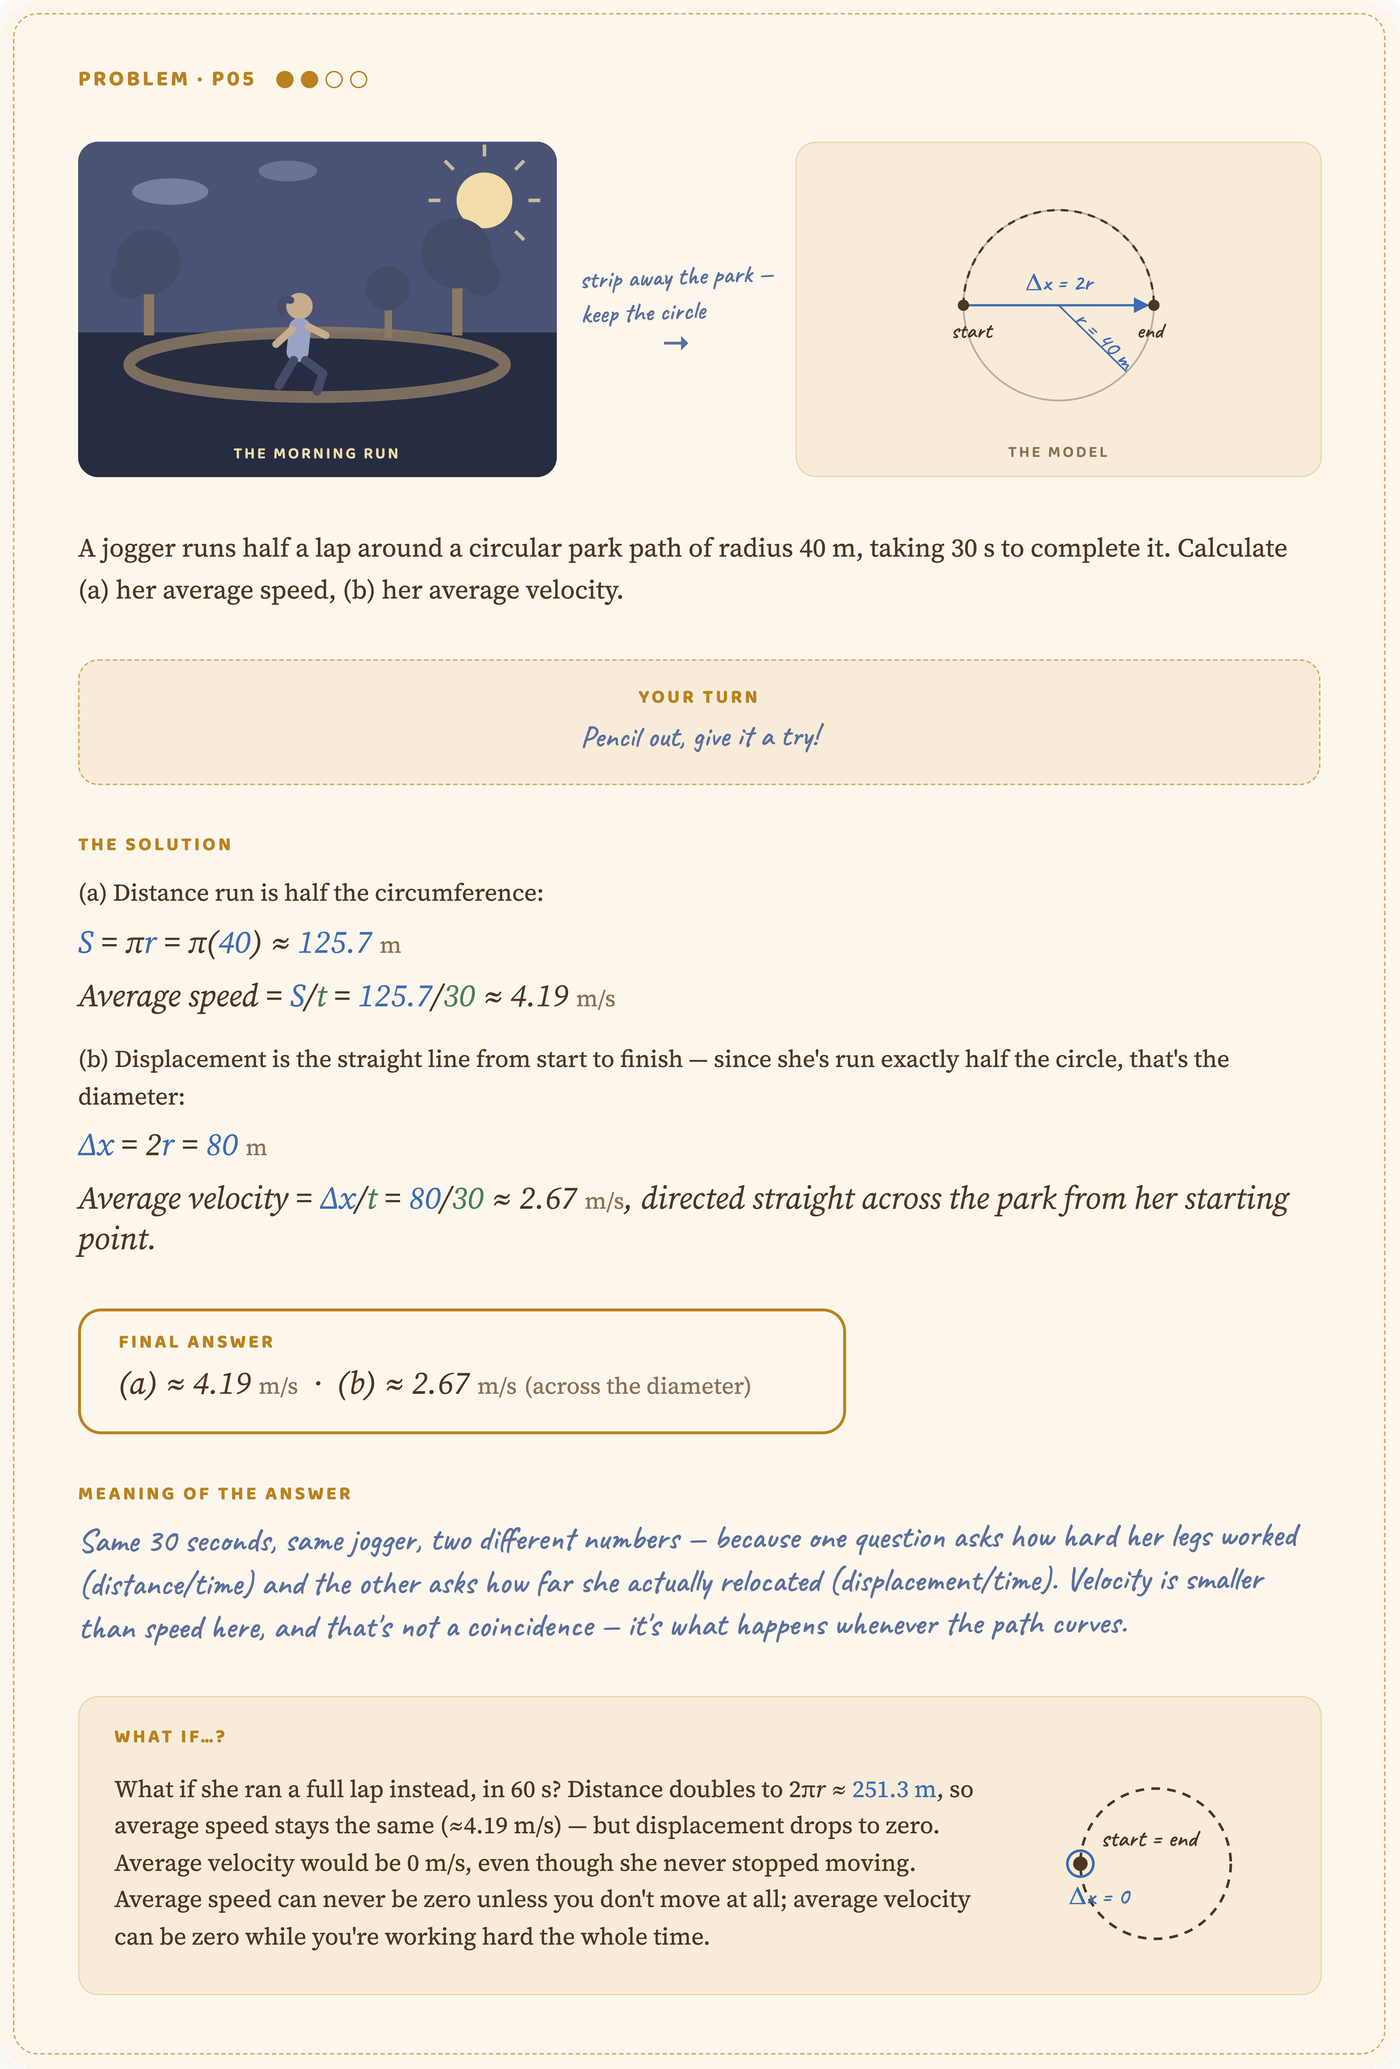 PROBLEM · P05
strip away the park —
keep the circle
→
THE MORNING RUN
Δx = 2r
start
end
r = 40 m
THE MODEL
A jogger runs half a lap around a circular park path of radius 40 m, taking 30 s to complete it. Calculate
(a) her average speed, (b) her average velocity.
YOUR TURN
Pencil out, give it a try!
THE SOLUTION
(a) Distance run is half the circumference:
S = πr = π(40) ≈ 125.7 m
Average speed = S/t = 125.7/30 ≈ 4.19 m/s
(b) Displacement is the straight line from start to finish — since she's run exactly half the circle, that's the
diameter:
Δx = 2r = 80 m
Average velocity = Δx/t = 80/30 ≈ 2.67 m/s, directed straight across the park from her starting
point.
FINAL ANSWER
(a) ≈ 4.19 m/s · (b) ≈ 2.67 m/s (across the diameter)
MEANING OF THE ANSWER
Same 30 seconds, same jogger, two different numbers — because one question asks how hard her legs worked
(distance/time) and the other asks how far she actually relocated (displacement/time). Velocity is smaller
than speed here, and that's not a coincidence — it's what happens whenever the path curves.
WHAT IF…?
What if she ran a full lap instead, in 60 s? Distance doubles to 2πr ≈ 251.3 m, so
average speed stays the same (≈4.19 m/s) — but displacement drops to zero.
Average velocity would be 0 m/s, even though she never stopped moving.
Average speed can never be zero unless you don't move at all; average velocity
can be zero while you're working hard the whole time.
start = end
Δx = 0